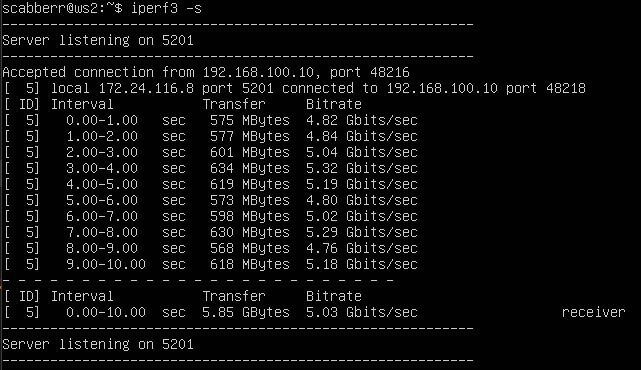 scabberr@ws2:~$ iperf3 -s
-----------------------------------------------------------
Server listening on 5201
-----------------------------------------------------------
Accepted connection from 192.168.100.10, port 48216
[  5] local 172.24.116.8 port 5201 connected to 192.168.100.10 port 48218
[ ID] Interval           Transfer     Bitrate
[  5]   0.00-1.00   sec   575 MBytes  4.82 Gbits/sec
[  5]   1.00-2.00   sec   577 MBytes  4.84 Gbits/sec
[  5]   2.00-3.00   sec   601 MBytes  5.04 Gbits/sec
[  5]   3.00-4.00   sec   634 MBytes  5.32 Gbits/sec
[  5]   4.00-5.00   sec   619 MBytes  5.19 Gbits/sec
[  5]   5.00-6.00   sec   573 MBytes  4.80 Gbits/sec
[  5]   6.00-7.00   sec   598 MBytes  5.02 Gbits/sec
[  5]   7.00-8.00   sec   630 MBytes  5.29 Gbits/sec
[  5]   8.00-9.00   sec   568 MBytes  4.76 Gbits/sec
[  5]   9.00-10.00  sec   618 MBytes  5.18 Gbits/sec
- - - - - - - - - - - - - - - - - - - - - - - - -
[ ID] Interval           Transfer     Bitrate
[  5]   0.00-10.00  sec  5.85 GBytes  5.03 Gbits/sec                  receiver
-----------------------------------------------------------
Server listening on 5201
-----------------------------------------------------------